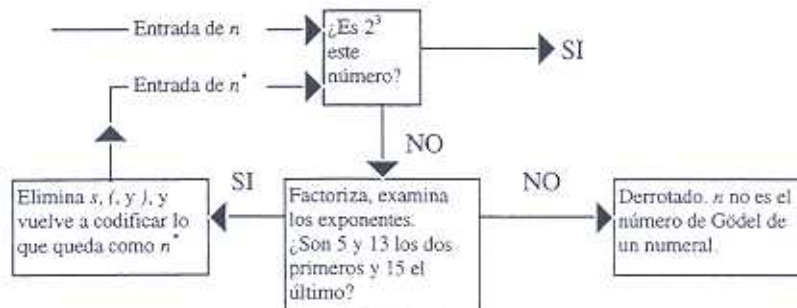 Entrada de n
¿Es 2³
este
número?
SI
Entrada de n*
NO
Elimina s, (, y ), y
vuelve a codificar lo
que queda como n*
SI
Factoriza, examina
los exponentes.
¿Son 5 y 13 los dos
primeros y 15 el
último?
NO
Derrotado. n no es el
número de Gödel de
un numeral.